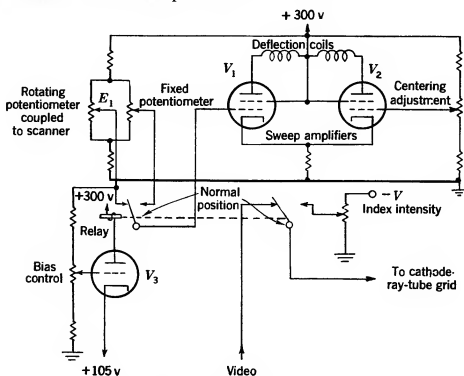 + 300 v
Deflection coils
V1
V2
Rotating
potentiometer
coupled
to scanner
E1
Fixed
potentiometer
Centering
adjustment
Sweep amplifiers
+300 v
Normal
position
Relay
− V
Index intensity
Bias
control
V3
To cathode-
ray-tube grid
+105 v
Video